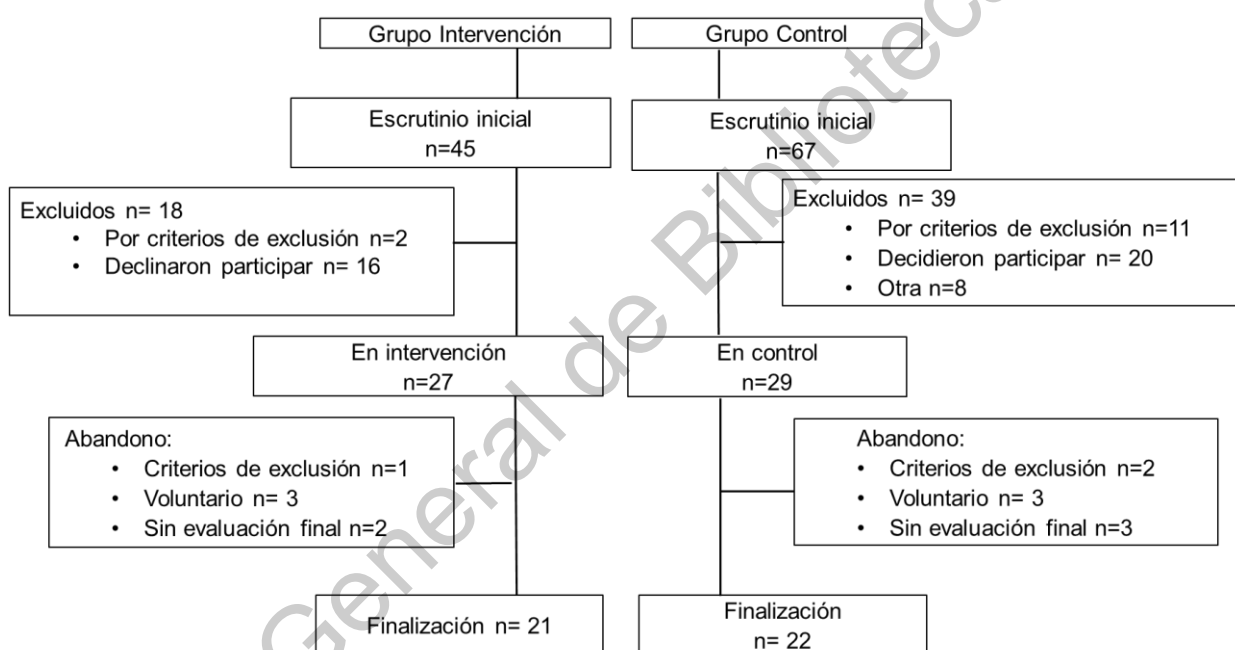 Grupo Intervención
Grupo Control
Escrutinio inicial
n=45
Escrutinio inicial
n=67
Excluidos n= 18
• Por criterios de exclusión n=2
• Declinaron participar n= 16
Excluidos n= 39
• Por criterios de exclusión n=11
• Decidieron participar n= 20
• Otra n=8
En intervención
n=27
En control
n=29
Abandono:
• Criterios de exclusión n=1
• Voluntario n= 3
• Sin evaluación final n=2
Abandono:
• Criterios de exclusión n=2
• Voluntario n= 3
• Sin evaluación final n=3
Finalización n= 21
Finalización
n= 22
General de Bibliotecas